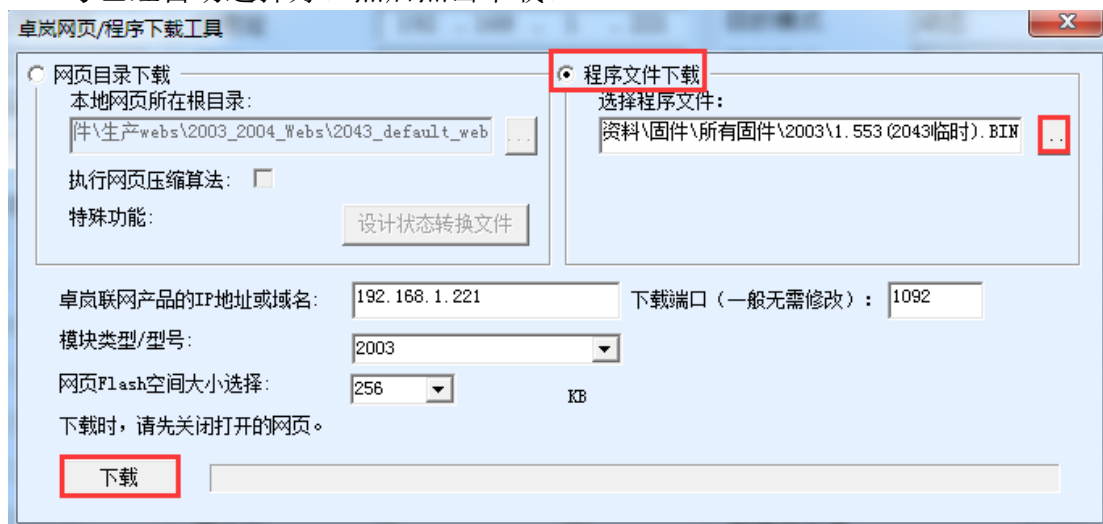 卓岚网页/程序下载工具
网页目录下载
本地网页所在根目录:
件\生产webs\2003_2004_Webs\2043_default_web
...
执行网页压缩算法:
特殊功能:
设计状态转换文件
程序文件下载
选择程序文件:
资料\固件\所有固件\2003\1.553(2043临时).BIN
..
卓岚联网产品的IP地址或域名:
192.168.1.221
下载端口（一般无需修改）:
1092
模块类型/型号:
2003
网页Flash空间大小选择:
256
KB
下载时，请先关闭打开的网页。
下载